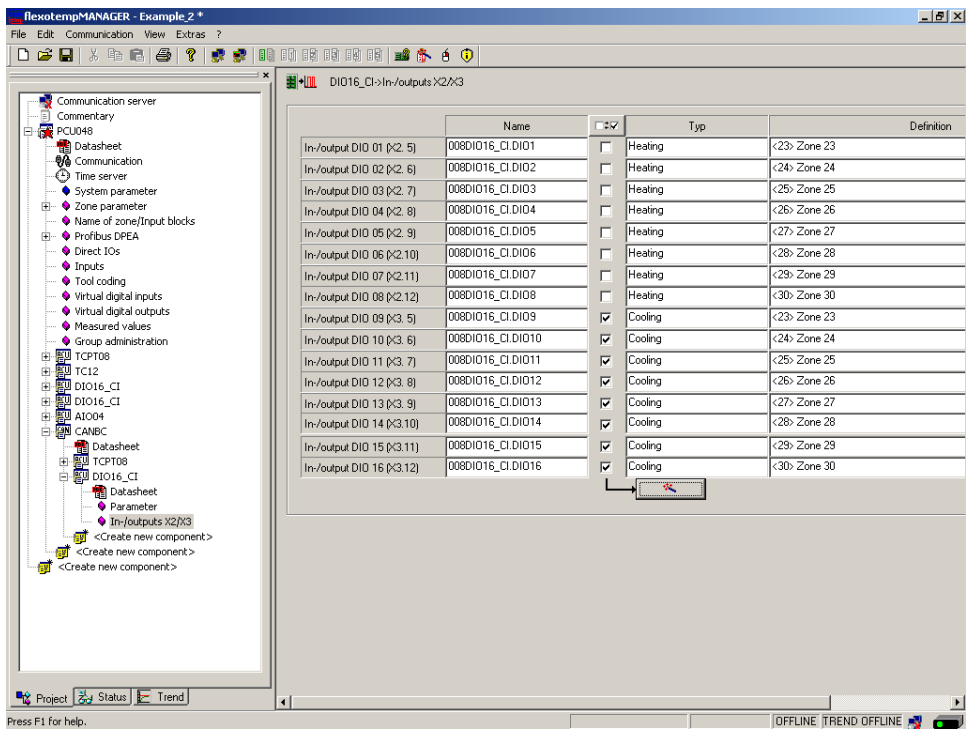 flexotempMANAGER - Example_2 *
File Edit Communication View Extras ?
DIO16_CI->In-/outputs X2/X3
Communication server
Commentary
PCU048
Datasheet
Communication
Time server
System parameter
Zone parameter
Name of zone/Input blocks
Profibus DPEA
Direct IOs
Inputs
Tool coding
Virtual digital inputs
Virtual digital outputs
Measured values
Group administration
TCPT08
TC12
DIO16_CI
DIO16_CI
AIO04
CANBC
Datasheet
TCPT08
DIO16_CI
Datasheet
Parameter
In-/outputs X2/X3
<Create new component>
<Create new component>
<Create new component>
Name Typ Definition
In-/output DIO 01 (X2. 5) 008DIO16_CI.DIO1 Heating <23> Zone 23
In-/output DIO 02 (X2. 6) 008DIO16_CI.DIO2 Heating <24> Zone 24
In-/output DIO 03 (X2. 7) 008DIO16_CI.DIO3 Heating <25> Zone 25
In-/output DIO 04 (X2. 8) 008DIO16_CI.DIO4 Heating <26> Zone 26
In-/output DIO 05 (X2. 9) 008DIO16_CI.DIO5 Heating <27> Zone 27
In-/output DIO 06 (X2.10) 008DIO16_CI.DIO6 Heating <28> Zone 28
In-/output DIO 07 (X2.11) 008DIO16_CI.DIO7 Heating <29> Zone 29
In-/output DIO 08 (X2.12) 008DIO16_CI.DIO8 Heating <30> Zone 30
In-/output DIO 09 (X3. 5) 008DIO16_CI.DIO9 Cooling <23> Zone 23
In-/output DIO 10 (X3. 6) 008DIO16_CI.DIO10 Cooling <24> Zone 24
In-/output DIO 11 (X3. 7) 008DIO16_CI.DIO11 Cooling <25> Zone 25
In-/output DIO 12 (X3. 8) 008DIO16_CI.DIO12 Cooling <26> Zone 26
In-/output DIO 13 (X3. 9) 008DIO16_CI.DIO13 Cooling <27> Zone 27
In-/output DIO 14 (X3.10) 008DIO16_CI.DIO14 Cooling <28> Zone 28
In-/output DIO 15 (X3.11) 008DIO16_CI.DIO15 Cooling <29> Zone 29
In-/output DIO 16 (X3.12) 008DIO16_CI.DIO16 Cooling <30> Zone 30
Project Status Trend
Press F1 for help. OFFLINE TREND OFFLINE